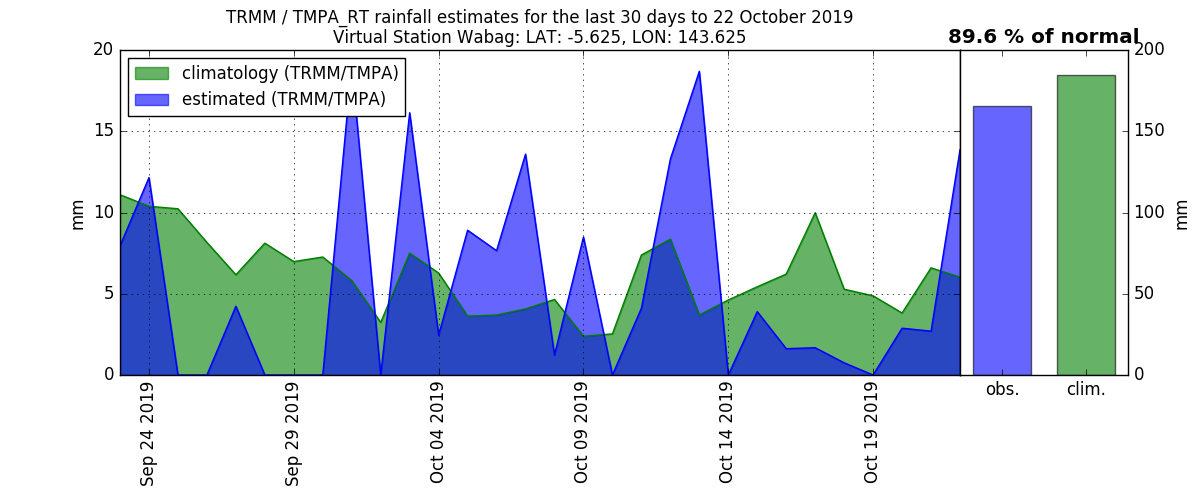 TRMM / TMPA_RT rainfall estimates for the last 30 days to 22 October 2019
Virtual Station Wabag: LAT: -5.625, LON: 143.625
89.6 % of normal
climatology (TRMM/TMPA)
estimated (TRMM/TMPA)
20
15
10
5
0
mm
200
150
100
50
0
mm
Sep 24 2019
Sep 29 2019
Oct 04 2019
Oct 09 2019
Oct 14 2019
Oct 19 2019
obs.
clim.